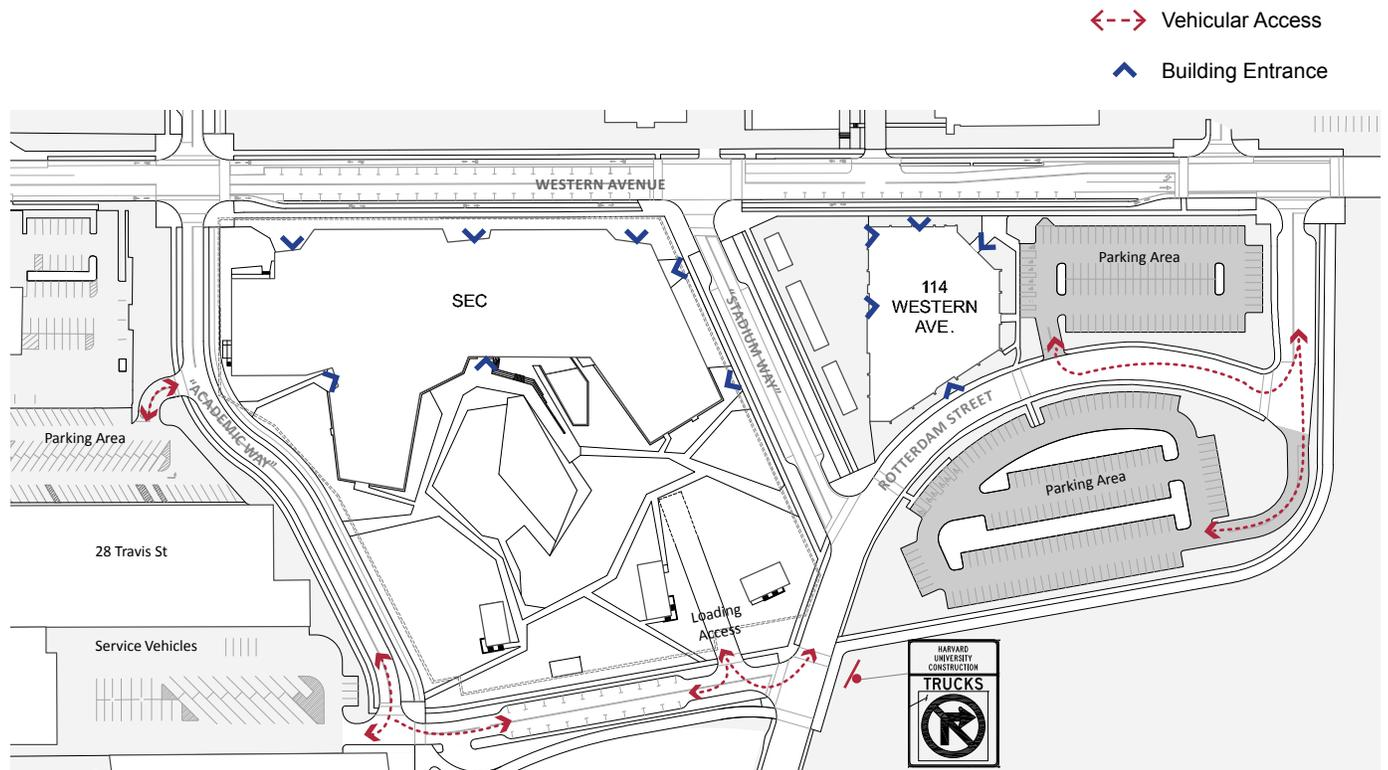 Vehicular Access
Building Entrance
WESTERN AVENUE
SEC
"STADIUM WAY"
114
WESTERN
AVE.
Parking Area
"ACADEMIC WAY"
Parking Area
ROTTERDAM STREET
Parking Area
28 Travis St
Loading
Access
Service Vehicles
HARVARD
UNIVERSITY
CONSTRUCTION
TRUCKS